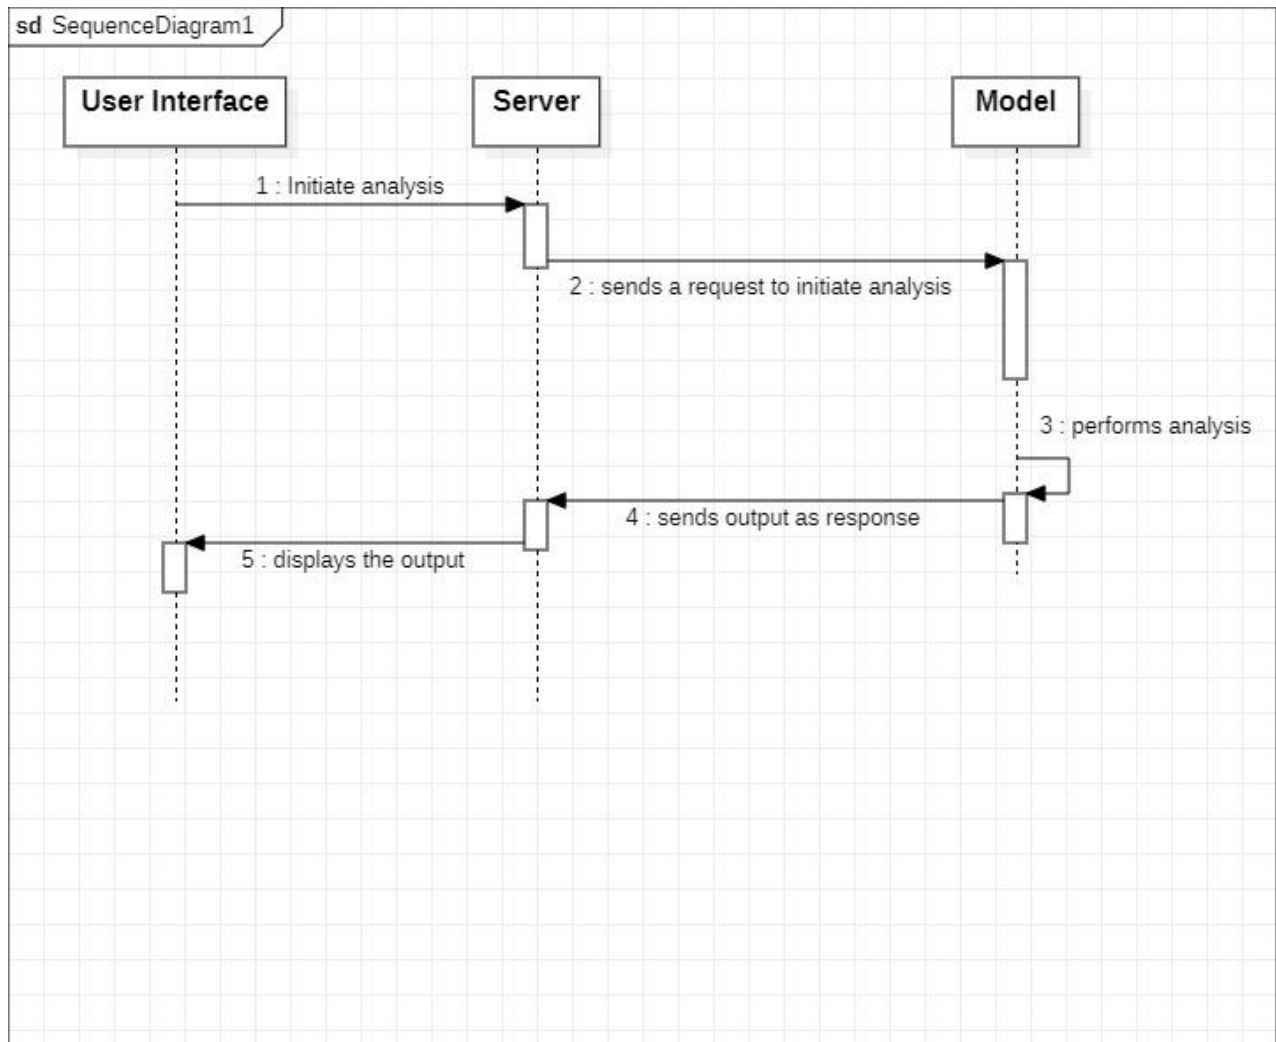 sd SequenceDiagram1
User Interface
Server
Model
1 : Initiate analysis
2 : sends a request to initiate analysis
3 : performs analysis
4 : sends output as response
5 : displays the output